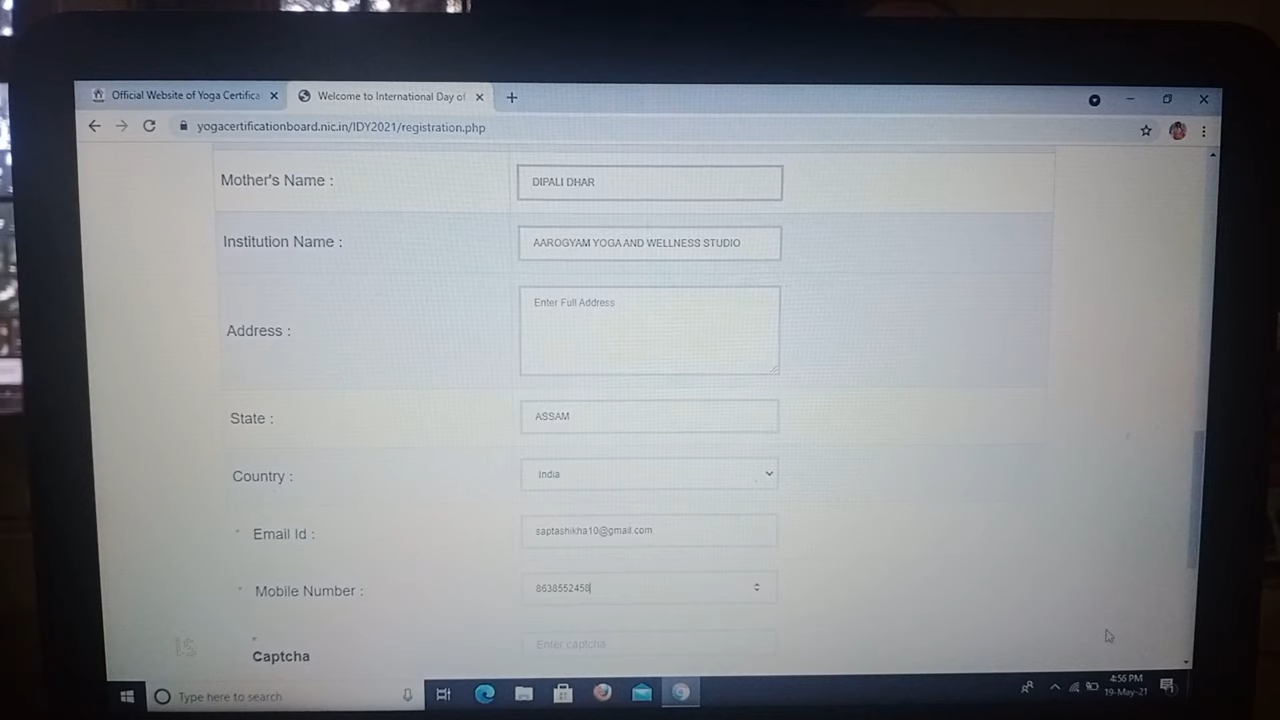 Official Website of Yoga Certifica
Welcome to International Day of
yogacertificationboard.nic.in/IDY2021/registration.php
Mother's Name : DIPALI DHAR
Institution Name : AAROGYAM YOGA AND WELLNESS STUDIO
Address : Enter Full Address
State : ASSAM
Country : India
* Email Id : saptashikha10@gmail.com
* Mobile Number : 8638552458
* Captcha Enter captcha
Type here to search
4:56 PM
19-May-21